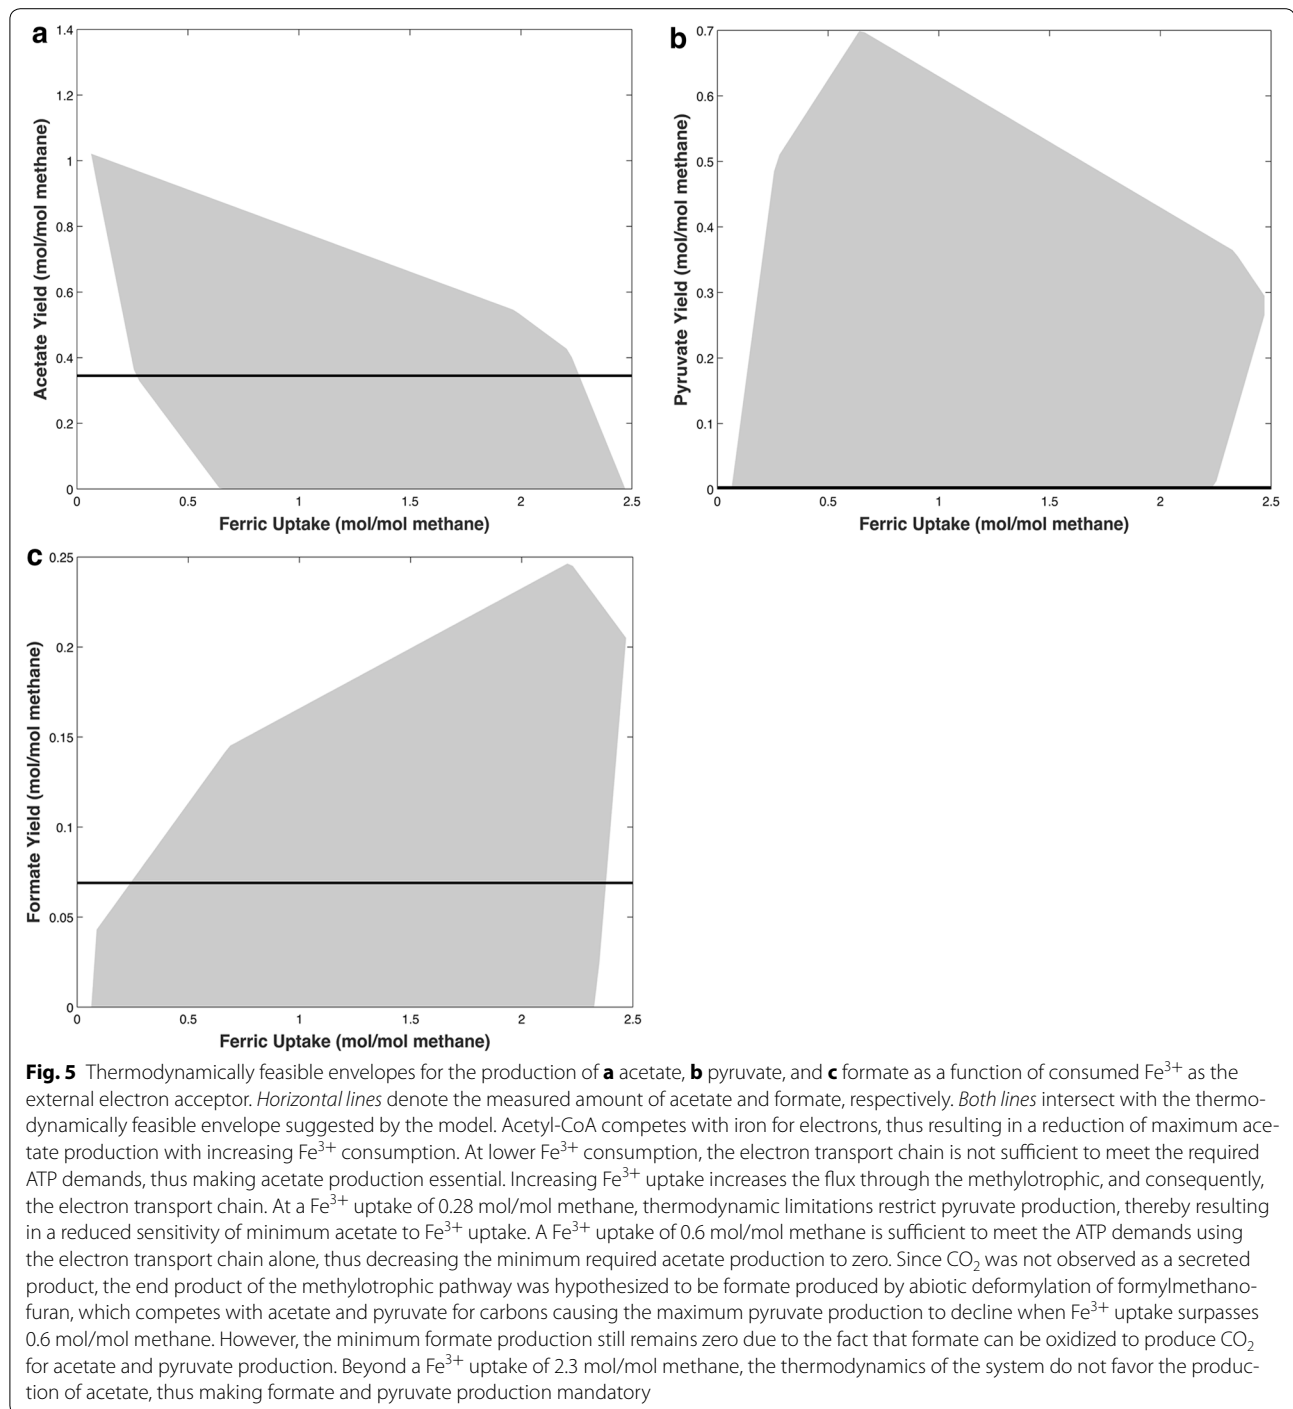 a
1.4
1.2
1
0.8
0.6
0.4
0.2
0
0 0.5 1 1.5 2 2.5
Acetate Yield (mol/mol methane)
Ferric Uptake (mol/mol methane)
b
0.7
0.6
0.5
0.4
0.3
0.2
0.1
0
0 0.5 1 1.5 2 2.5
Pyruvate Yield (mol/mol methane)
Ferric Uptake (mol/mol methane)
c
0.25
0.2
0.15
0.1
0.05
0
0 0.5 1 1.5 2 2.5
Formate Yield (mol/mol methane)
Ferric Uptake (mol/mol methane)
Fig. 5 Thermodynamically feasible envelopes for the production of a acetate, b pyruvate, and c formate as a function of consumed Fe³⁺ as the
external electron acceptor. Horizontal lines denote the measured amount of acetate and formate, respectively. Both lines intersect with the thermo-
dynamically feasible envelope suggested by the model. Acetyl-CoA competes with iron for electrons, thus resulting in a reduction of maximum ace-
tate production with increasing Fe³⁺ consumption. At lower Fe³⁺ consumption, the electron transport chain is not sufficient to meet the required
ATP demands, thus making acetate production essential. Increasing Fe³⁺ uptake increases the flux through the methylotrophic, and consequently,
the electron transport chain. At a Fe³⁺ uptake of 0.28 mol/mol methane, thermodynamic limitations restrict pyruvate production, thereby resulting
in a reduced sensitivity of minimum acetate to Fe³⁺ uptake. A Fe³⁺ uptake of 0.6 mol/mol methane is sufficient to meet the ATP demands using
the electron transport chain alone, thus decreasing the minimum required acetate production to zero. Since CO₂ was not observed as a secreted
product, the end product of the methylotrophic pathway was hypothesized to be formate produced by abiotic deformylation of formylmethano-
furan, which competes with acetate and pyruvate for carbons causing the maximum pyruvate production to decline when Fe³⁺ uptake surpasses
0.6 mol/mol methane. However, the minimum formate production still remains zero due to the fact that formate can be oxidized to produce CO₂
for acetate and pyruvate production. Beyond a Fe³⁺ uptake of 2.3 mol/mol methane, the thermodynamics of the system do not favor the produc-
tion of acetate, thus making formate and pyruvate production mandatory